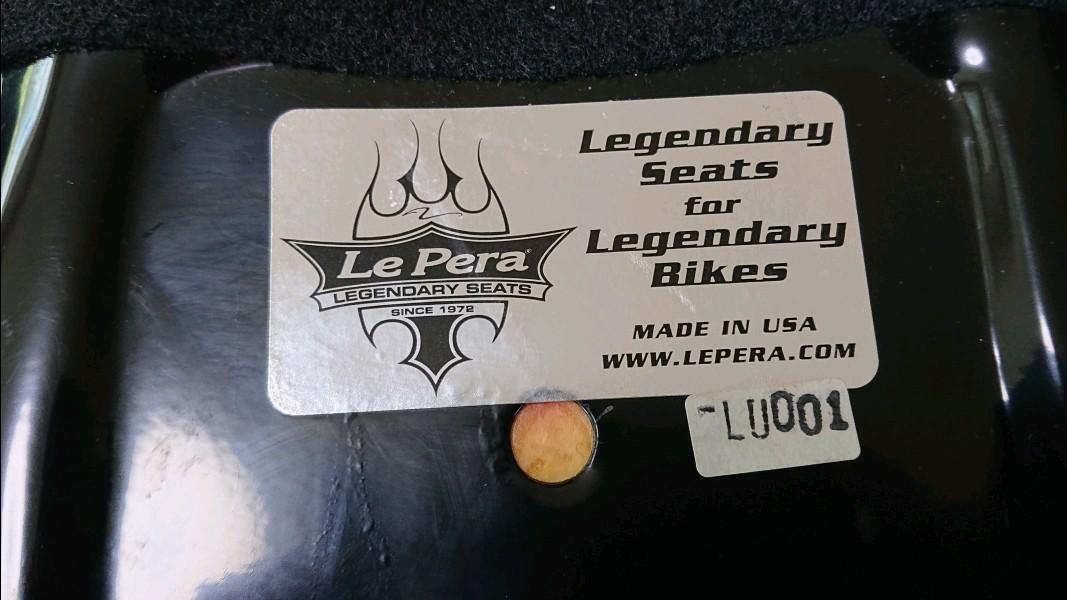 Le Pera®
LEGENDARY SEATS
SINCE 1972
Legendary
Seats
for
Legendary
Bikes
MADE IN USA
WWW.LEPERA.COM
-LU001